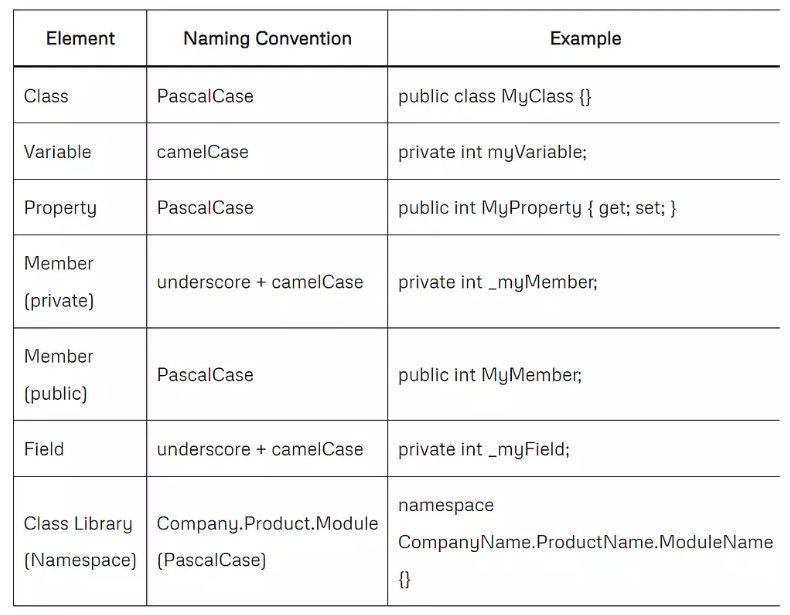 Element Naming Convention Example
Class PascalCase public class MyClass {}
Variable camelCase private int myVariable;
Property PascalCase public int MyProperty { get; set; }
Member
(private)
underscore + camelCase private int _myMember;
Member
(public)
PascalCase public int MyMember;
Field underscore + camelCase private int _myField;
Class Library
(Namespace)
Company.Product.Module
(PascalCase)
namespace
CompanyName.ProductName.ModuleName
{}